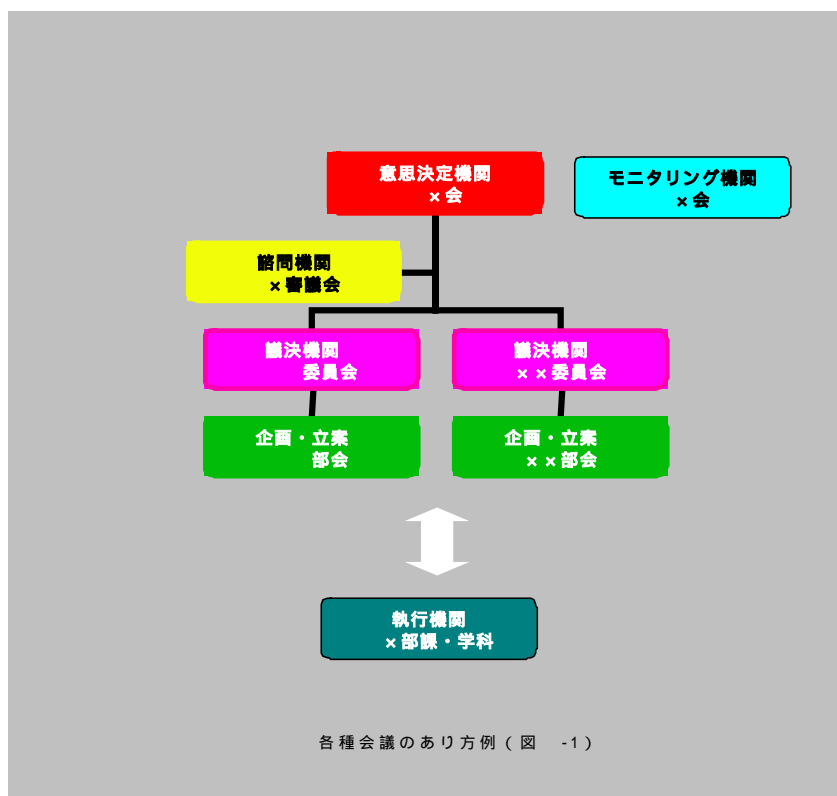 意思決定機関
×会
モニタリング機関
×会
諮問機関
×審議会
議決機関
委員会
議決機関
××委員会
企画・立案
部会
企画・立案
××部会
執行機関
×部課・学科
各種会議のあり方例(図 -1)